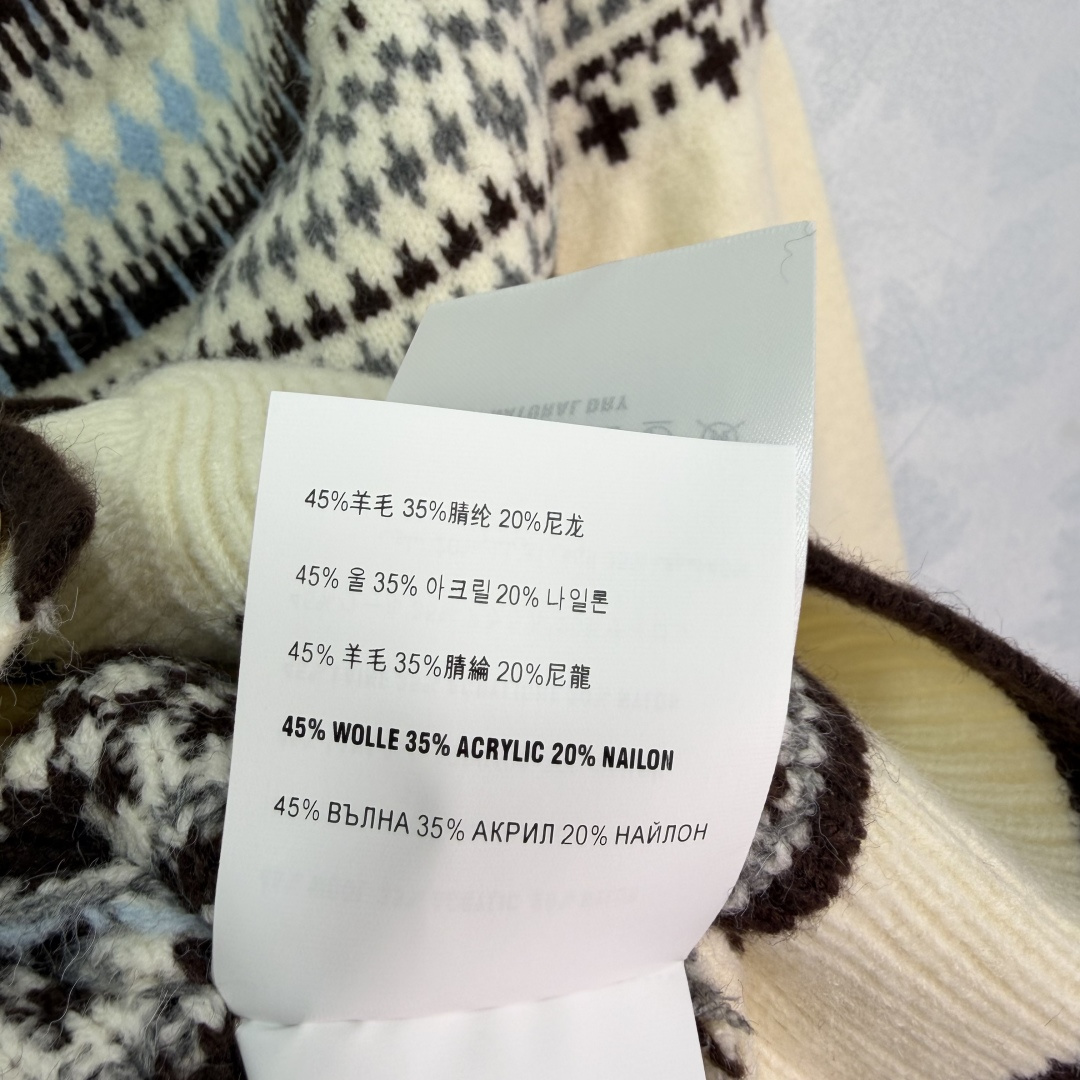 NATURAL DRY
45%羊毛 35%腈纶 20%尼龙
45% 울 35% 아크릴 20% 나일론
45% 羊毛 35%腈綸 20%尼龍
45% WOLLE 35% ACRYLIC 20% NAILON
45% ВЪЛНА 35% АКРИЛ 20% НАЙЛОН